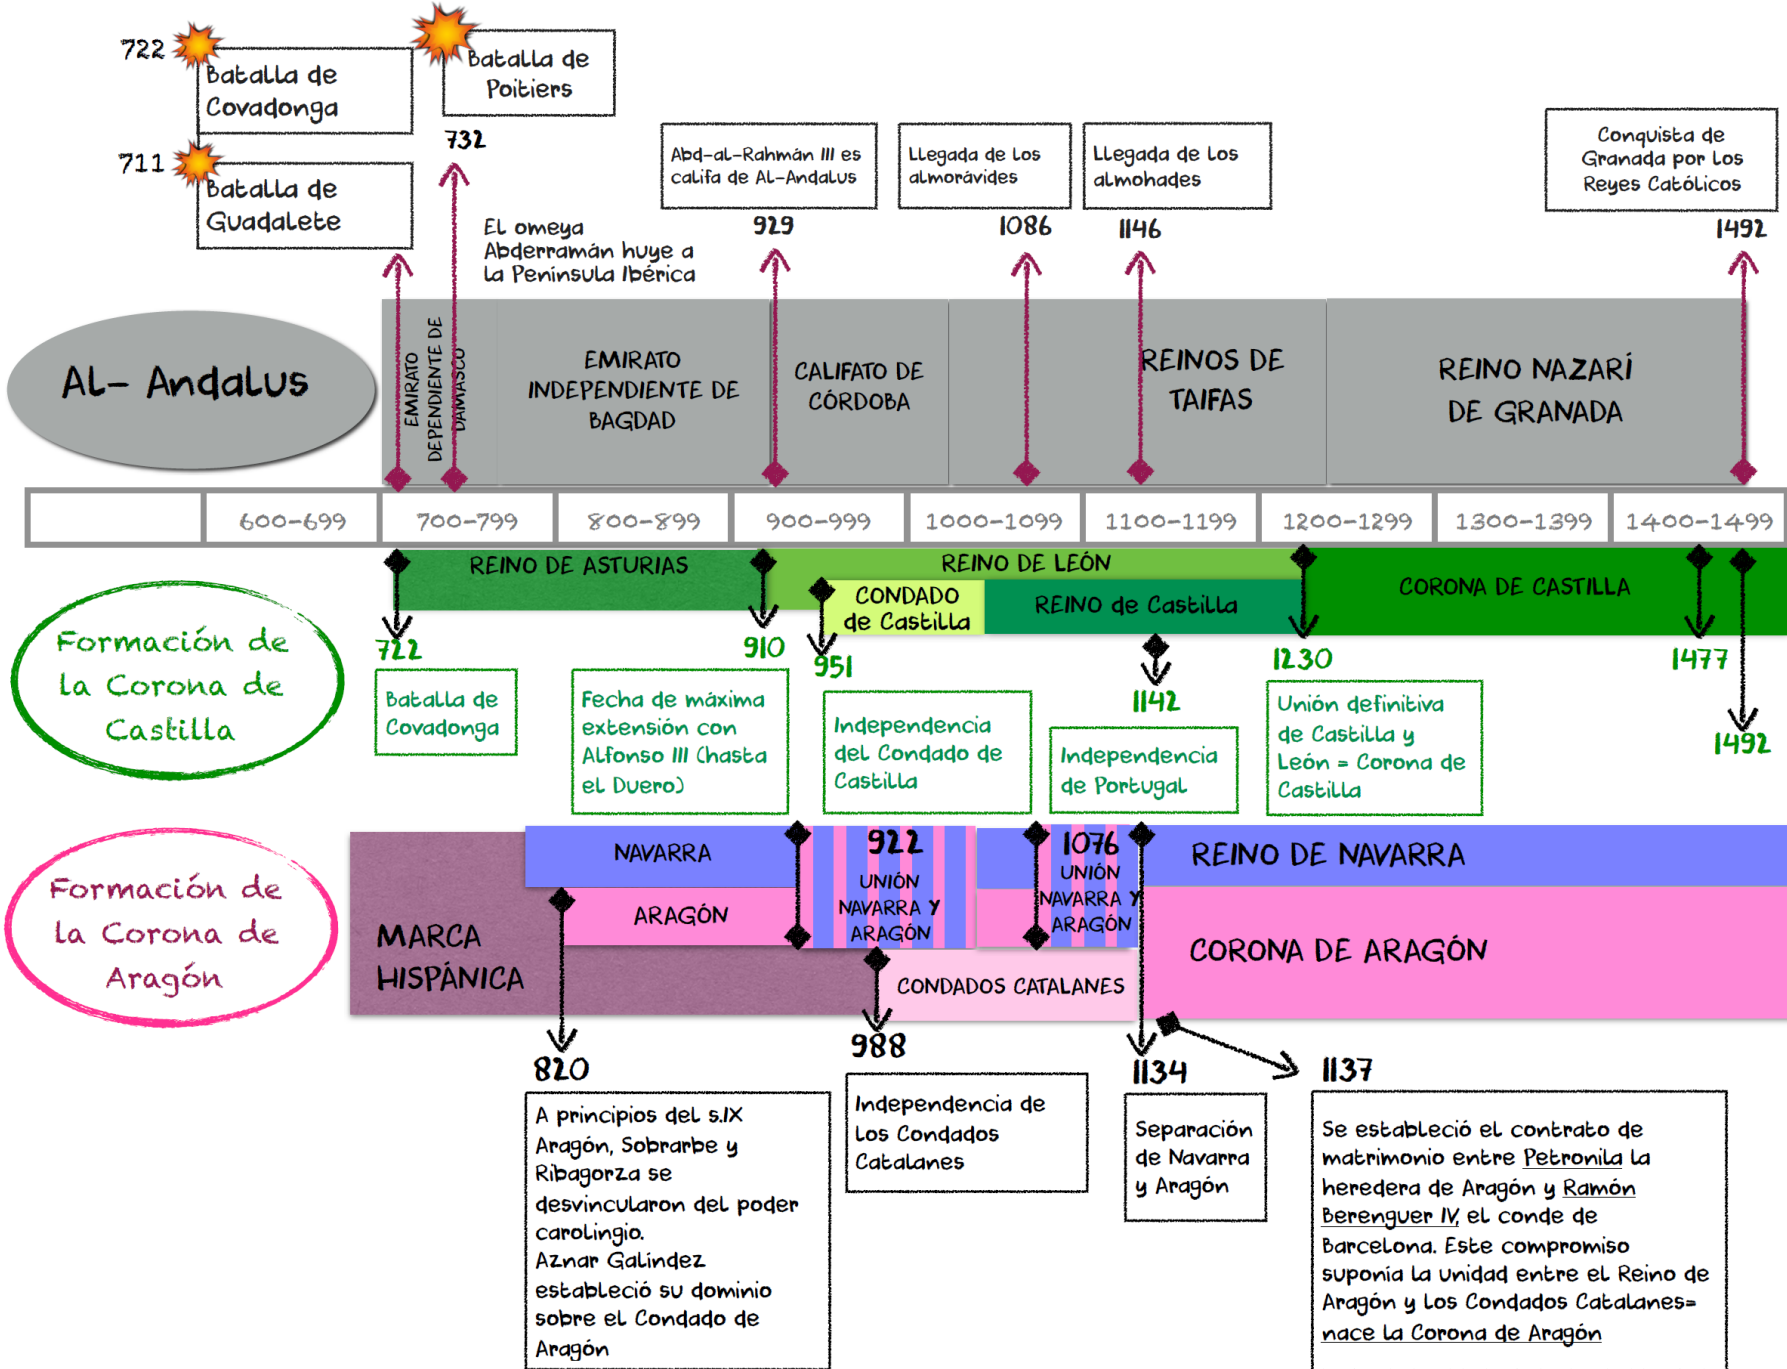 722
Batalla de
Covadonga
711
Batalla de
Guadalete
Batalla de
Poitiers
732
El omeya
Abderramán huye a
la Península Ibérica
Abd-al-Rahmán III es
califa de Al-Andalus
929
Llegada de los
almorávides
1086
Llegada de los
almohades
1146
Conquista de
Granada por los
Reyes Católicos
1492
Al- Andalus
EMIRATO
DEPENDIENTE DE
DAMASCO
EMIRATO
INDEPENDIENTE DE
BAGDAD
CALIFATO DE
CÓRDOBA
REINOS DE
TAIFAS
REINO NAZARÍ
DE GRANADA
600-699
700-799
800-899
900-999
1000-1099
1100-1199
1200-1299
1300-1399
1400-1499
Formación de
la Corona de
Castilla
REINO DE ASTURIAS
REINO DE LEÓN
CONDADO
de Castilla
REINO de Castilla
CORONA DE CASTILLA
722
Batalla de
Covadonga
910
Fecha de máxima
extensión con
Alfonso III (hasta
el Duero)
951
Independencia
del Condado de
Castilla
1142
Independencia
de Portugal
1230
Unión definitiva
de Castilla y
León = Corona de
Castilla
1477
1492
Formación de
la Corona de
Aragón
MARCA
HISPÁNICA
NAVARRA
ARAGÓN
922
UNIÓN
NAVARRA Y
ARAGÓN
1076
UNIÓN
NAVARRA Y
ARAGÓN
REINO DE NAVARRA
CORONA DE ARAGÓN
CONDADOS CATALANES
820
A principios del s.IX
Aragón, Sobrarbe y
Ribagorza se
desvincularon del poder
carolingio.
Aznar Galíndez
estableció su dominio
sobre el Condado de
Aragón
988
Independencia de
los Condados
Catalanes
1134
Separación
de Navarra
y Aragón
1137
Se estableció el contrato de
matrimonio entre Petronila la
heredera de Aragón y Ramón
Berenguer IV, el conde de
Barcelona. Este compromiso
suponía la unidad entre el Reino de
Aragón y los Condados Catalanes=
nace la Corona de Aragón